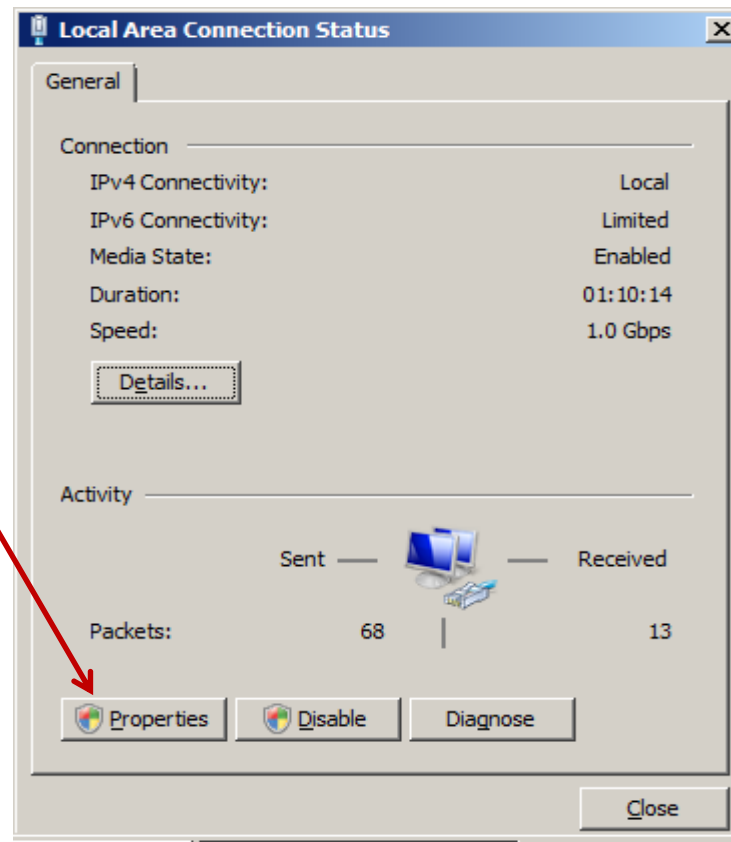 Local Area Connection Status
General
Connection
IPv4 Connectivity: Local
IPv6 Connectivity: Limited
Media State: Enabled
Duration: 01:10:14
Speed: 1.0 Gbps
Details...
Activity
Sent Received
Packets: 68 13
Properties Disable Diagnose
Close